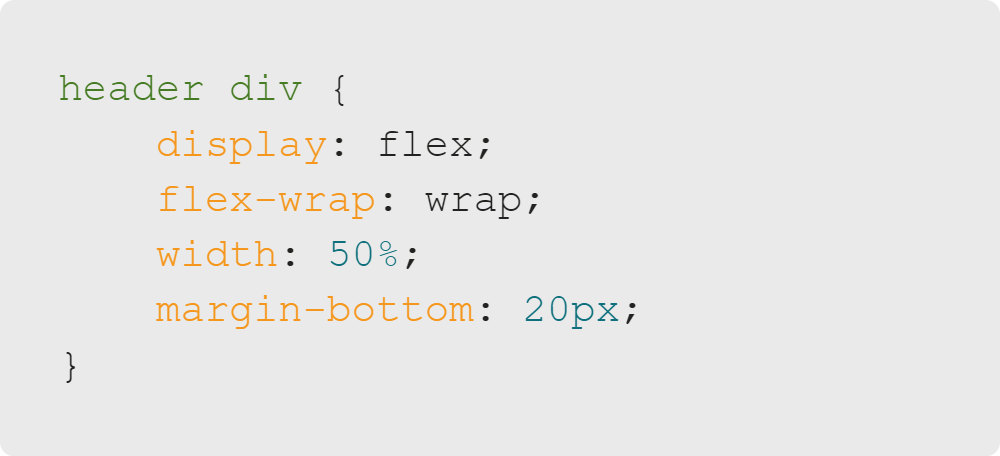 header div {
    display: flex;
    flex-wrap: wrap;
    width: 50%;
    margin-bottom: 20px;
}